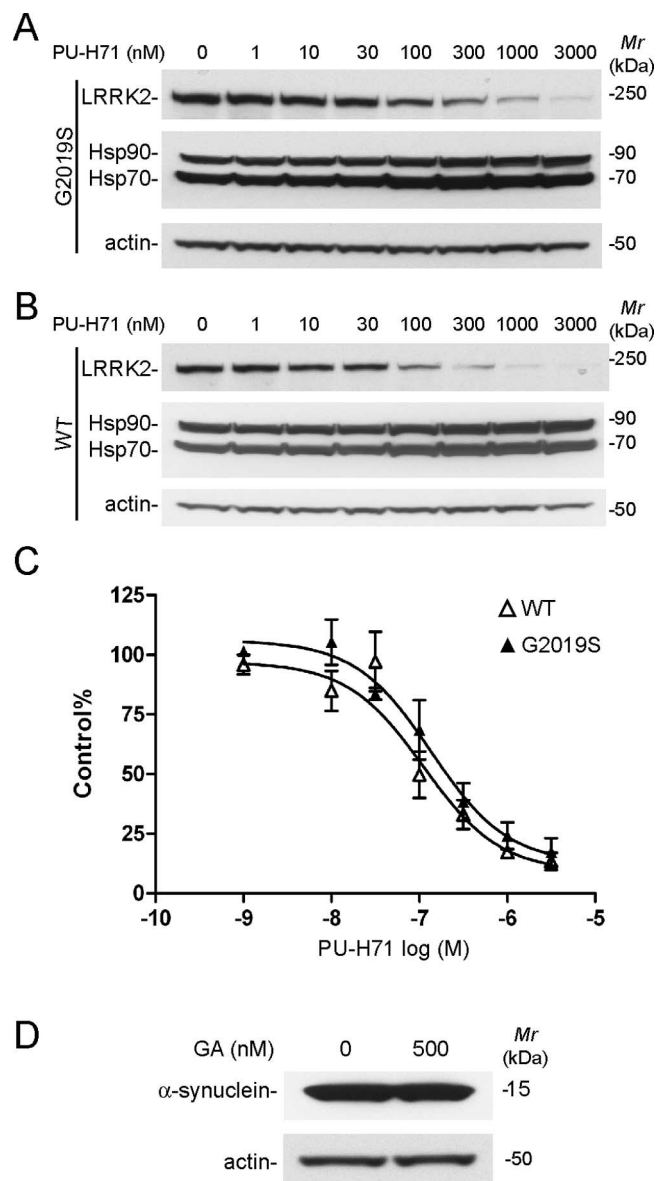 A
PU-H71 (nM) 0 1 10 30 100 300 1000 3000 Mr (kDa)
G2019S
LRRK2- -250
Hsp90- -90
Hsp70- -70
actin- -50
B
PU-H71 (nM) 0 1 10 30 100 300 1000 3000 Mr (kDa)
WT
LRRK2- -250
Hsp90- -90
Hsp70- -70
actin- -50
C
Control%
125
100
75
50
25
0
-10 -9 -8 -7 -6 -5
PU-H71 log (M)
WT
G2019S
D
GA (nM) 0 500 Mr (kDa)
α-synuclein- -15
actin- -50